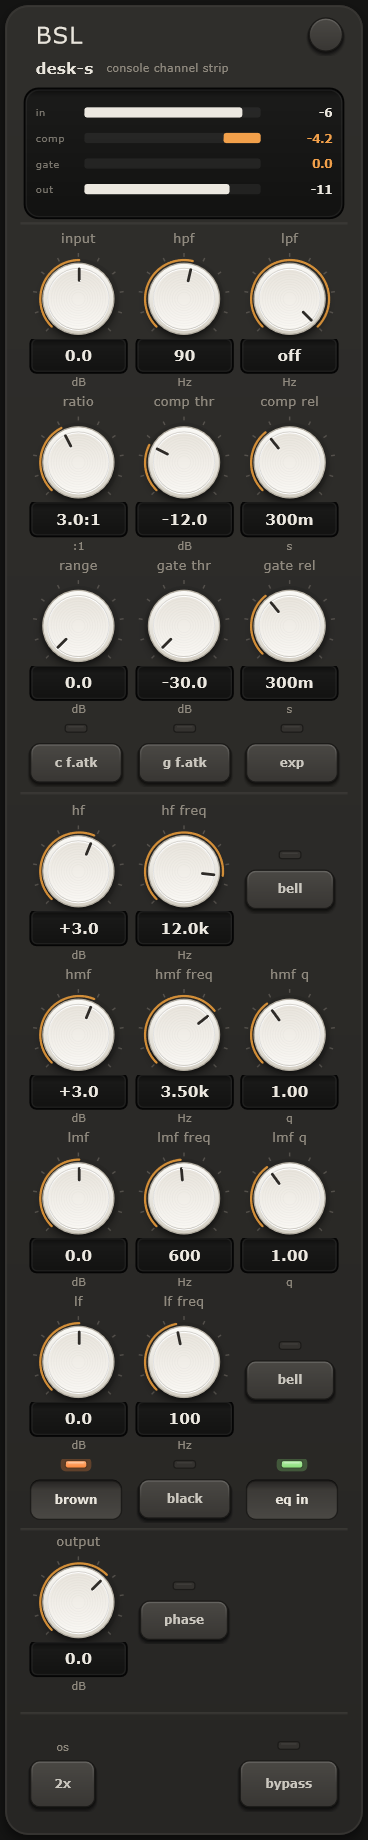 BSL
desk-s console channel strip
in -6
comp -4.2
gate 0.0
out -11
input hpf lpf
0.0 90 off
dB Hz Hz
ratio comp thr comp rel
3.0:1 -12.0 300m
:1 dB s
range gate thr gate rel
0.0 -30.0 300m
dB dB s
c f.atk g f.atk exp
hf hf freq
bell
+3.0 12.0k
dB Hz
hmf hmf freq hmf q
+3.0 3.50k 1.00
dB Hz q
lmf lmf freq lmf q
0.0 600 1.00
dB Hz q
lf lf freq
bell
0.0 100
dB Hz
brown black eq in
output
phase
0.0
dB
os
2x bypass